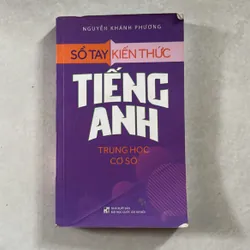 NGUYỄN KHÁNH PHƯƠNG
SỔ TAY KIẾN THỨC
TIẾNG
ANH
TRUNG HỌC
CƠ SỞ